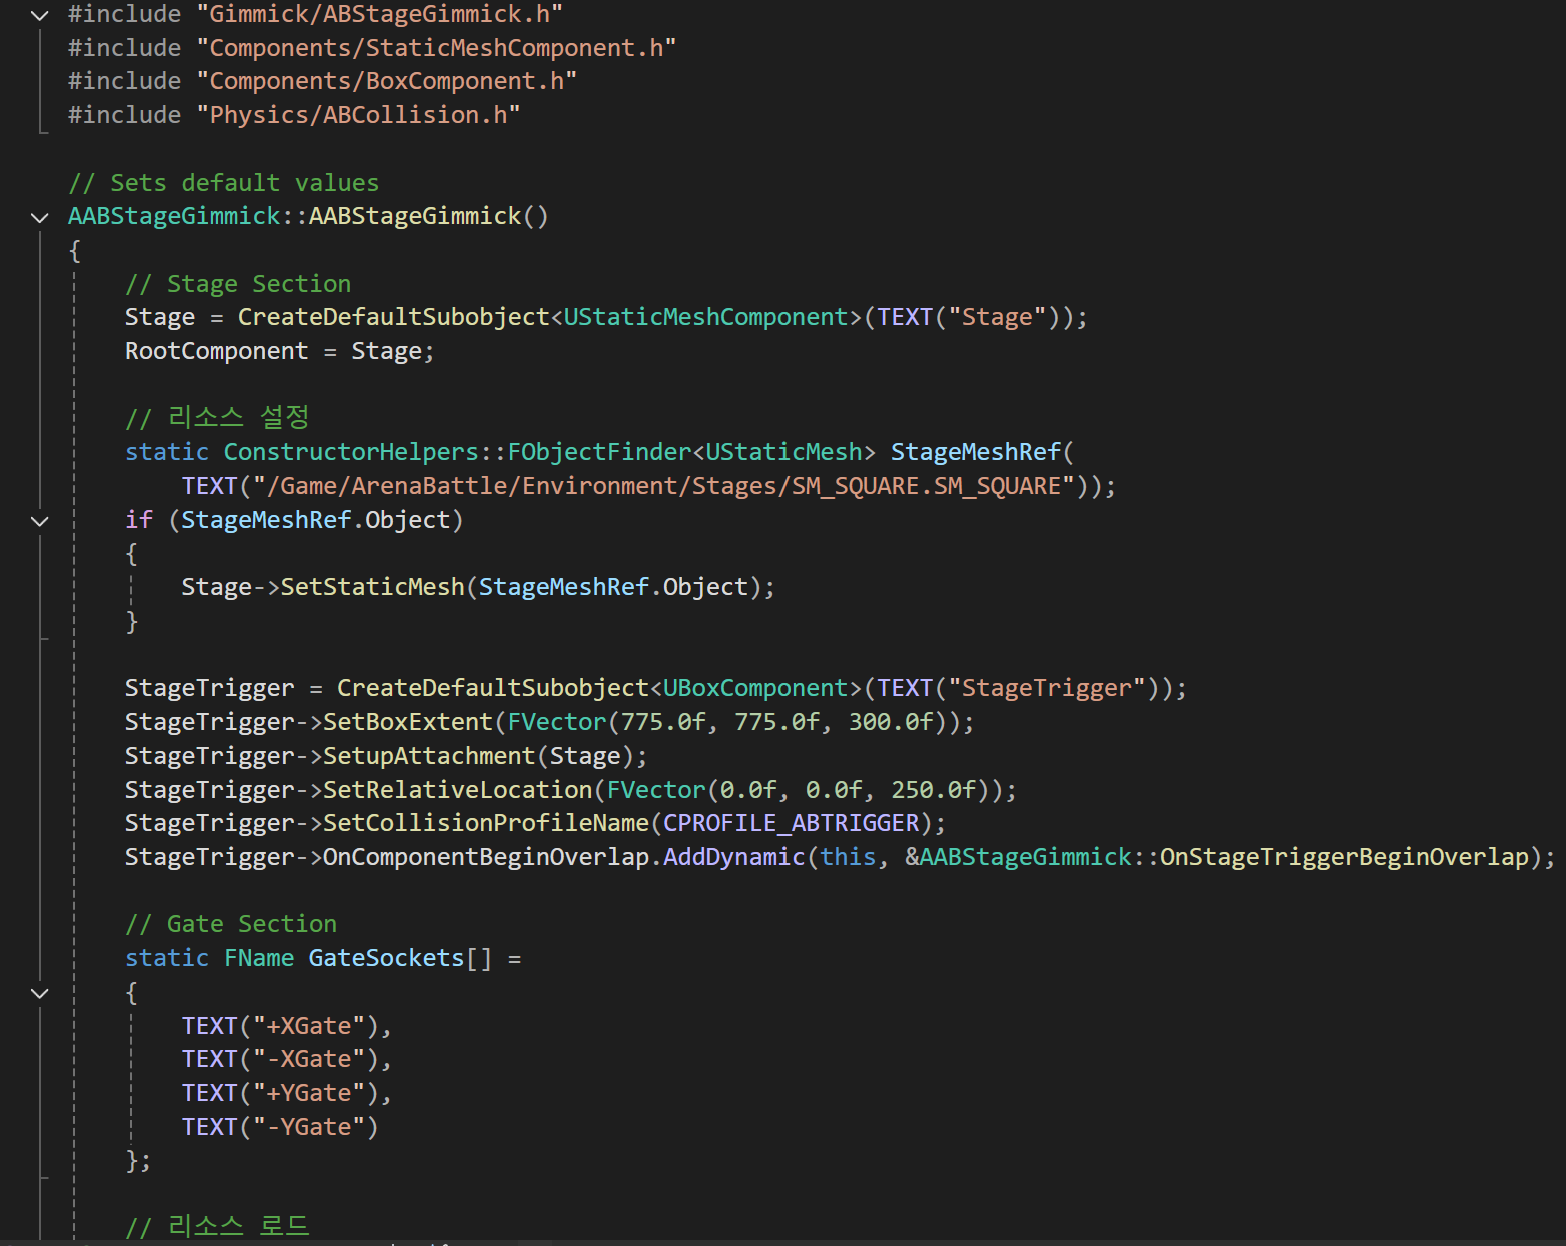 #include "Gimmick/ABStageGimmick.h"
#include "Components/StaticMeshComponent.h"
#include "Components/BoxComponent.h"
#include "Physics/ABCollision.h"
// Sets default values
AABStageGimmick::AABStageGimmick()
{
// Stage Section
Stage = CreateDefaultSubobject<UStaticMeshComponent>(TEXT("Stage"));
RootComponent = Stage;
// 리소스 설정
static ConstructorHelpers::FObjectFinder<UStaticMesh> StageMeshRef(
TEXT("/Game/ArenaBattle/Environment/Stages/SM_SQUARE.SM_SQUARE"));
if (StageMeshRef.Object)
{
Stage->SetStaticMesh(StageMeshRef.Object);
}
StageTrigger = CreateDefaultSubobject<UBoxComponent>(TEXT("StageTrigger"));
StageTrigger->SetBoxExtent(FVector(775.0f, 775.0f, 300.0f));
StageTrigger->SetupAttachment(Stage);
StageTrigger->SetRelativeLocation(FVector(0.0f, 0.0f, 250.0f));
StageTrigger->SetCollisionProfileName(CPROFILE_ABTRIGGER);
StageTrigger->OnComponentBeginOverlap.AddDynamic(this, &AABStageGimmick::OnStageTriggerBeginOverlap);
// Gate Section
static FName GateSockets[] =
{
TEXT("+XGate"),
TEXT("-XGate"),
TEXT("+YGate"),
TEXT("-YGate")
};
// 리소스 로드